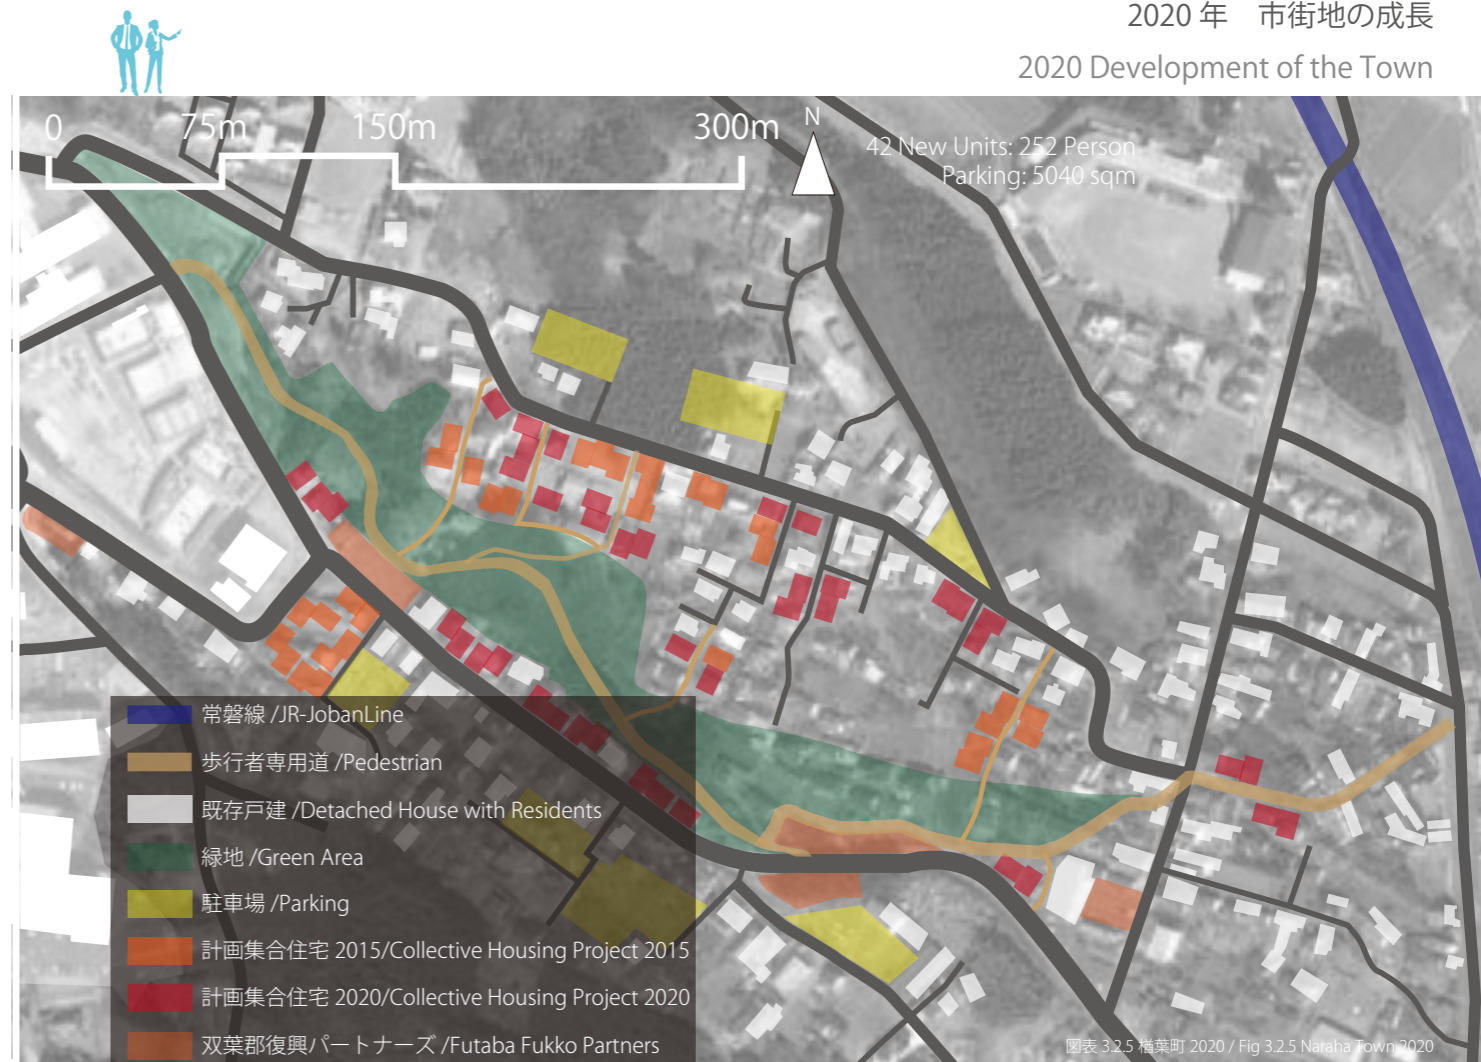 2020 年　市街地の成長
2020 Development of the Town
0 75m 150m 300m
N
42 New Units: 252 Person
Parking: 5040 sqm
常磐線 /JR-JobanLine
歩行者専用道 /Pedestrian
既存戸建 /Detached House with Residents
緑地 /Green Area
駐車場 /Parking
計画集合住宅 2015/Collective Housing Project 2015
計画集合住宅 2020/Collective Housing Project 2020
双葉郡復興パートナーズ /Futaba Fukko Partners
図表 3.2.5 楢葉町 2020 / Fig 3.2.5 Naraha Town 2020